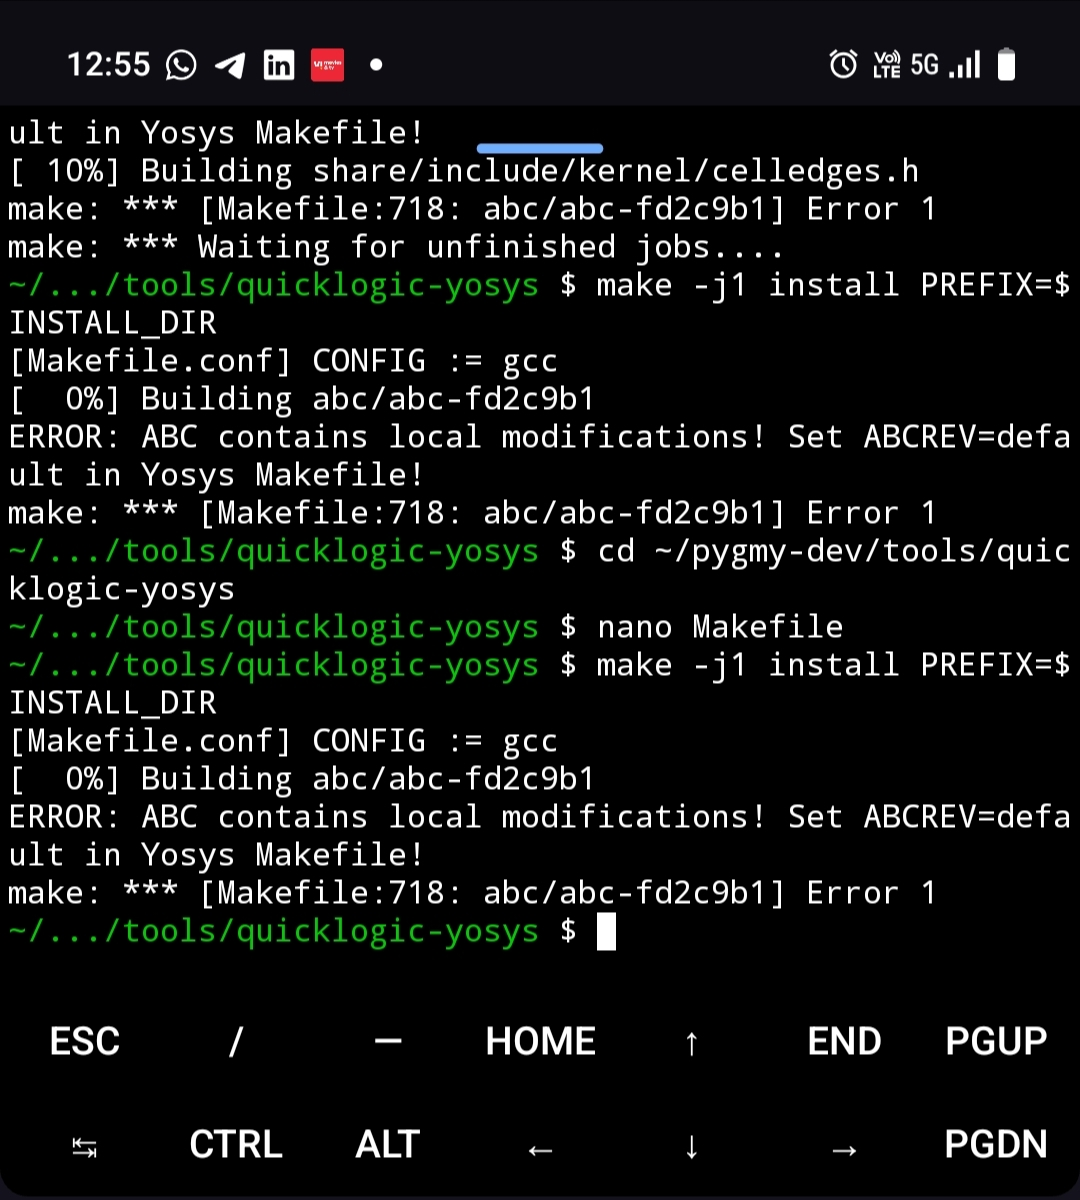 12:55 in VoLTE 5G
ult in Yosys Makefile!
[ 10%] Building share/include/kernel/celledges.h
make: *** [Makefile:718: abc/abc-fd2c9b1] Error 1
make: *** Waiting for unfinished jobs....
~/.../tools/quicklogic-yosys $ make -j1 install PREFIX=$
INSTALL_DIR
[Makefile.conf] CONFIG := gcc
[  0%] Building abc/abc-fd2c9b1
ERROR: ABC contains local modifications! Set ABCREV=defa
ult in Yosys Makefile!
make: *** [Makefile:718: abc/abc-fd2c9b1] Error 1
~/.../tools/quicklogic-yosys $ cd ~/pygmy-dev/tools/quic
klogic-yosys
~/.../tools/quicklogic-yosys $ nano Makefile
~/.../tools/quicklogic-yosys $ make -j1 install PREFIX=$
INSTALL_DIR
[Makefile.conf] CONFIG := gcc
[  0%] Building abc/abc-fd2c9b1
ERROR: ABC contains local modifications! Set ABCREV=defa
ult in Yosys Makefile!
make: *** [Makefile:718: abc/abc-fd2c9b1] Error 1
~/.../tools/quicklogic-yosys $
ESC / — HOME ↑ END PGUP
↹ CTRL ALT ← ↓ → PGDN